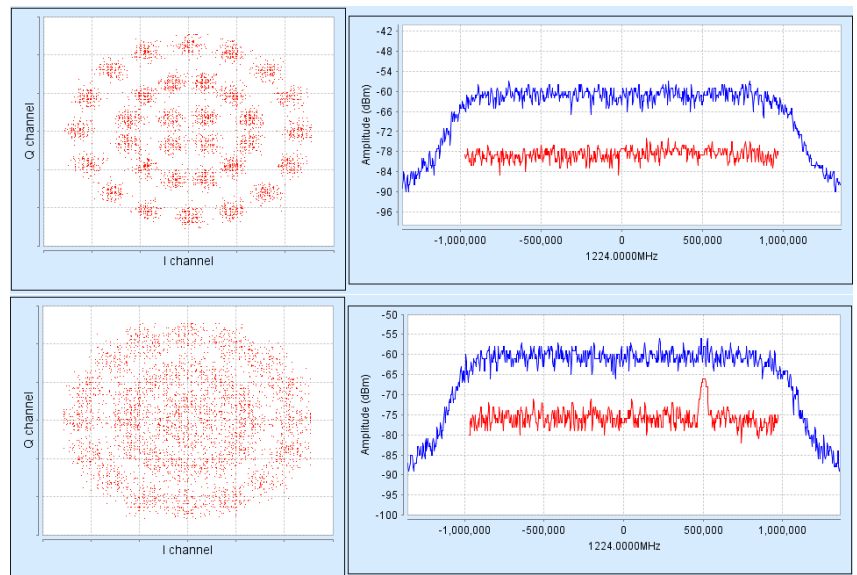 Q channel
I channel
Amplitude (dBm)
-42
-48
-54
-60
-66
-72
-78
-84
-90
-96
-1,000,000 -500,000 0 500,000 1,000,000
1224.0000MHz
Q channel
I channel
Amplitude (dBm)
-50
-55
-60
-65
-70
-75
-80
-85
-90
-95
-100
-1,000,000 -500,000 0 500,000 1,000,000
1224.0000MHz